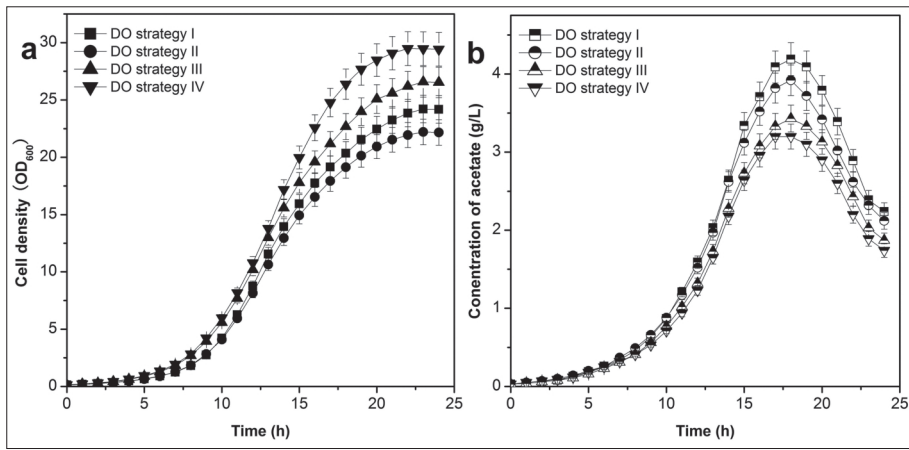 a
DO strategy I
DO strategy II
DO strategy III
DO strategy IV
30
25
20
15
10
5
0
Cell density (OD600)
0 5 10 15 20 25
Time (h)
b
DO strategy I
DO strategy II
DO strategy III
DO strategy IV
4
3
2
1
0
Conentration of acetate (g/L)
0 5 10 15 20 25
Time (h)